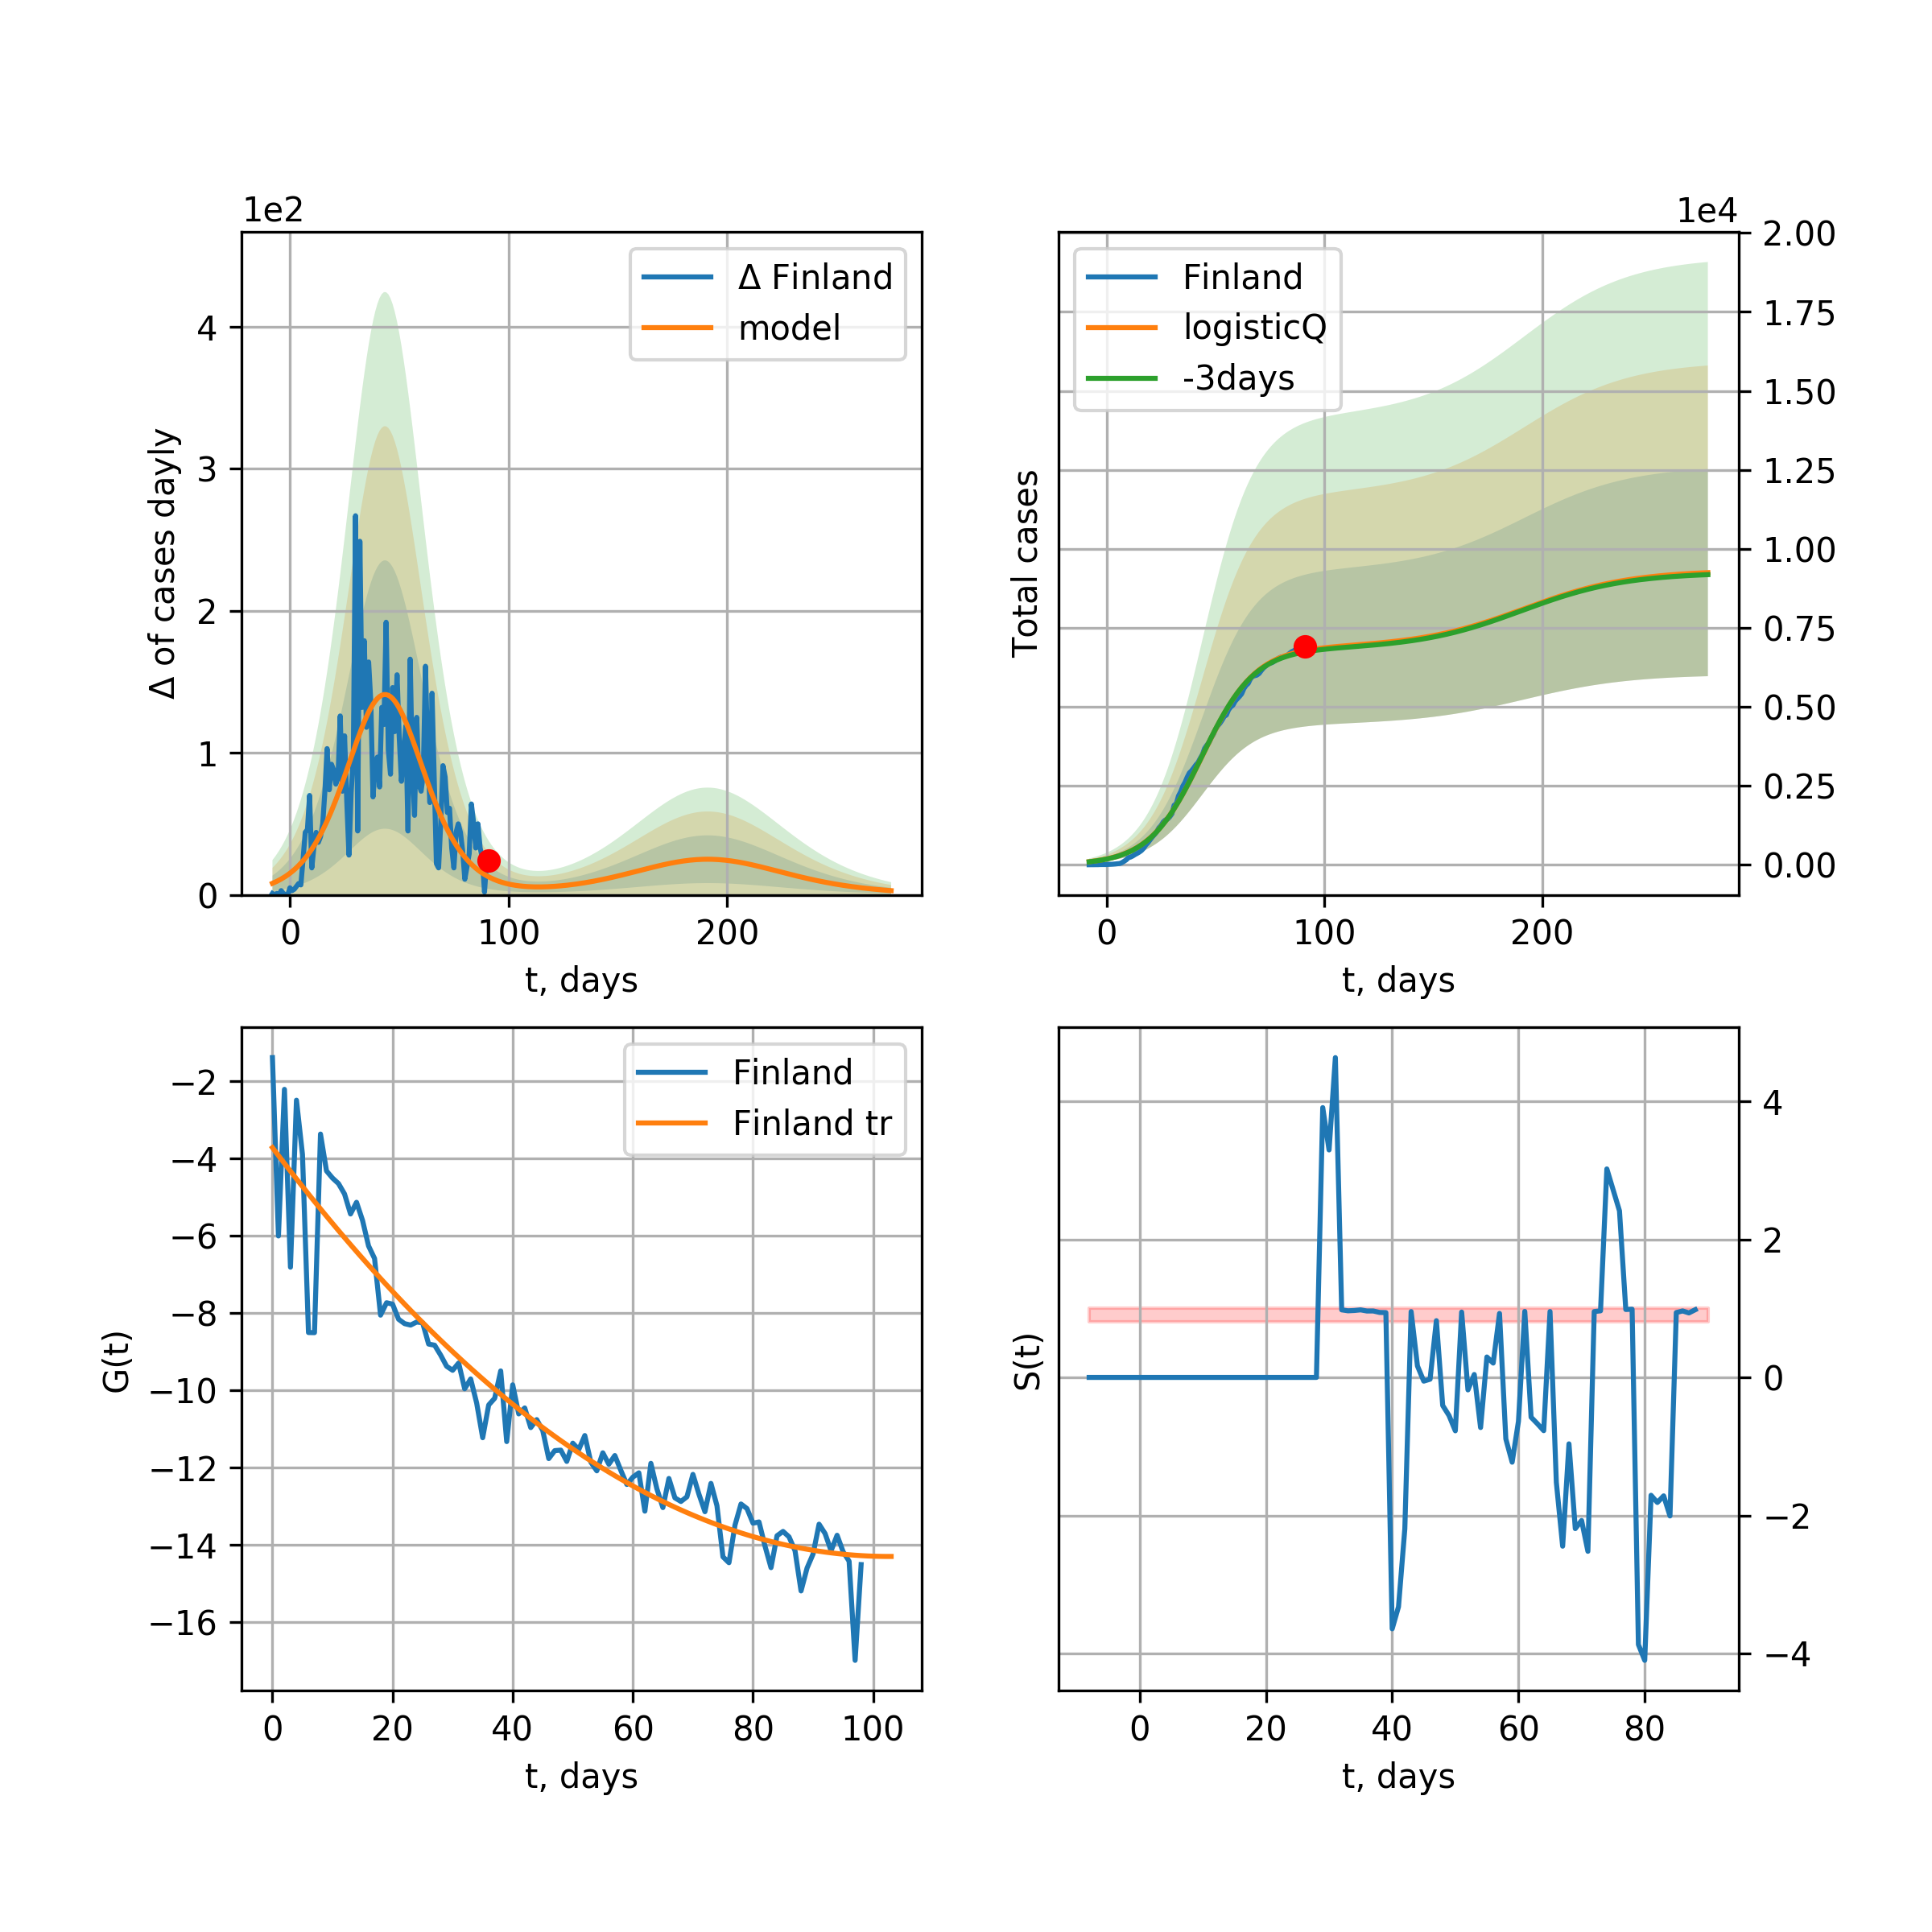 1e2
Δ of cases dayly
4
3
2
1
0
Δ Finland
model
0 100 200
t, days
1e4
Total cases
Finland
logisticQ
-3days
2.00
1.75
1.50
1.25
1.00
0.75
0.50
0.25
0.00
0 100 200
t, days
G(t)
−2
−4
−6
−8
−10
−12
−14
−16
Finland
Finland tr
0 20 40 60 80 100
t, days
S(t)
4
2
0
−2
−4
0 20 40 60 80
t, days